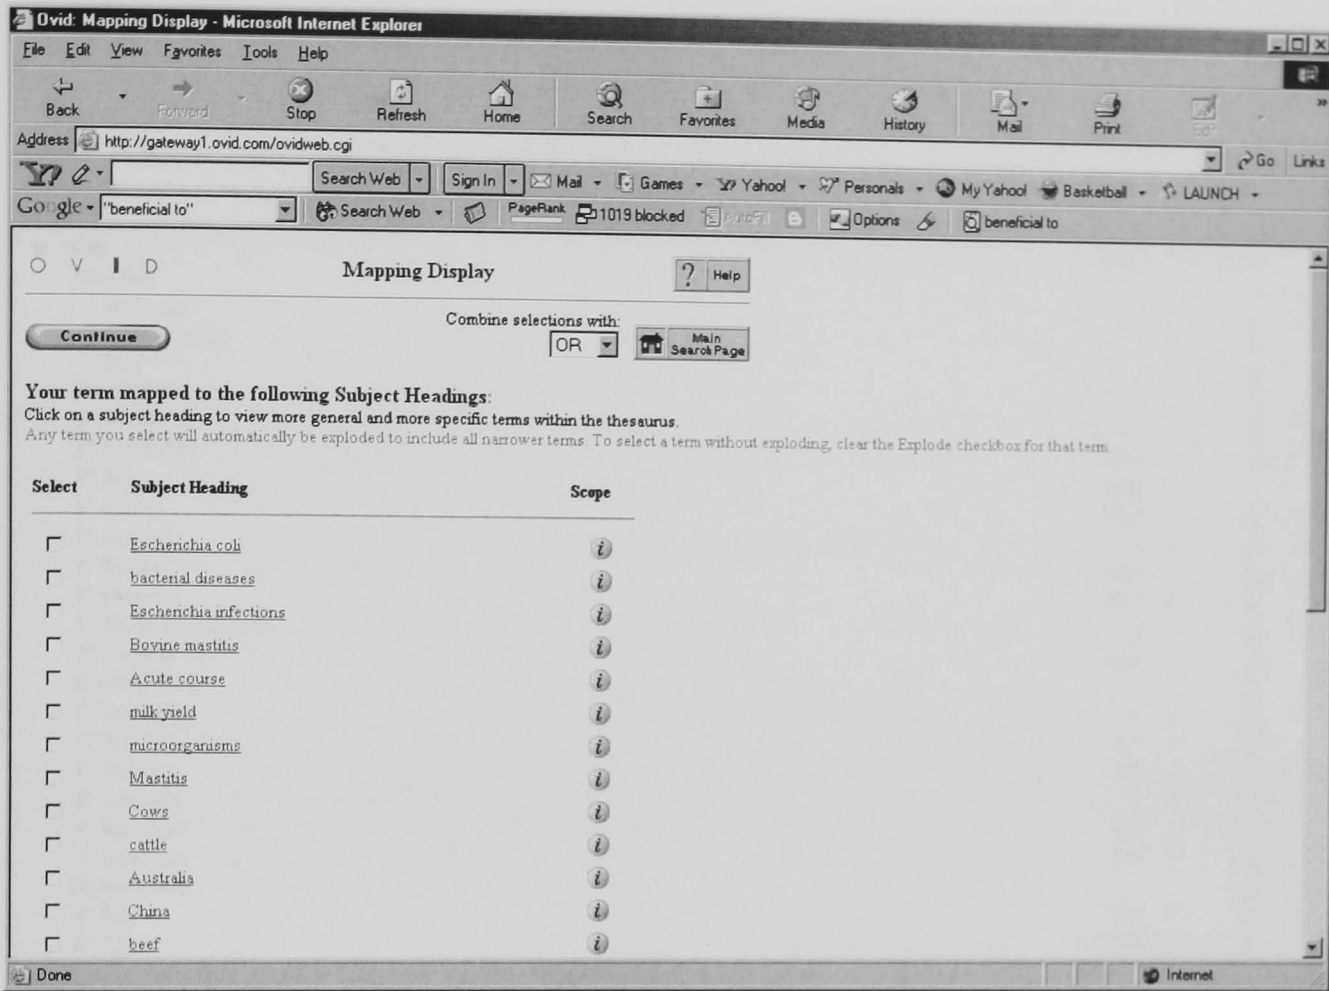 Ovid: Mapping Display - Microsoft Internet Explorer
File Edit View Favorites Tools Help
Back Forward Stop Refresh Home Search Favorites Media History Mail Print Edit
Address http://gateway1.ovid.com/ovidweb.cgi Go Links
Y! Search Web Sign In Mail Games Y! Yahoo! Personals My Yahoo! Basketball LAUNCH
Google "beneficial to" Search Web PageRank 1019 blocked AutoFill Options beneficial to
O V I D Mapping Display ? Help
Combine selections with:
Continue OR Main Search Page
Your term mapped to the following Subject Headings:
Click on a subject heading to view more general and more specific terms within the thesaurus.
Any term you select will automatically be exploded to include all narrower terms. To select a term without exploding, clear the Explode checkbox for that term.
Select Subject Heading Scope
Escherichia coli i
bacterial diseases i
Escherichia infections i
Bovine mastitis i
Acute course i
milk yield i
microorganisms i
Mastitis i
Cows i
cattle i
Australia i
China i
beef i
Done Internet